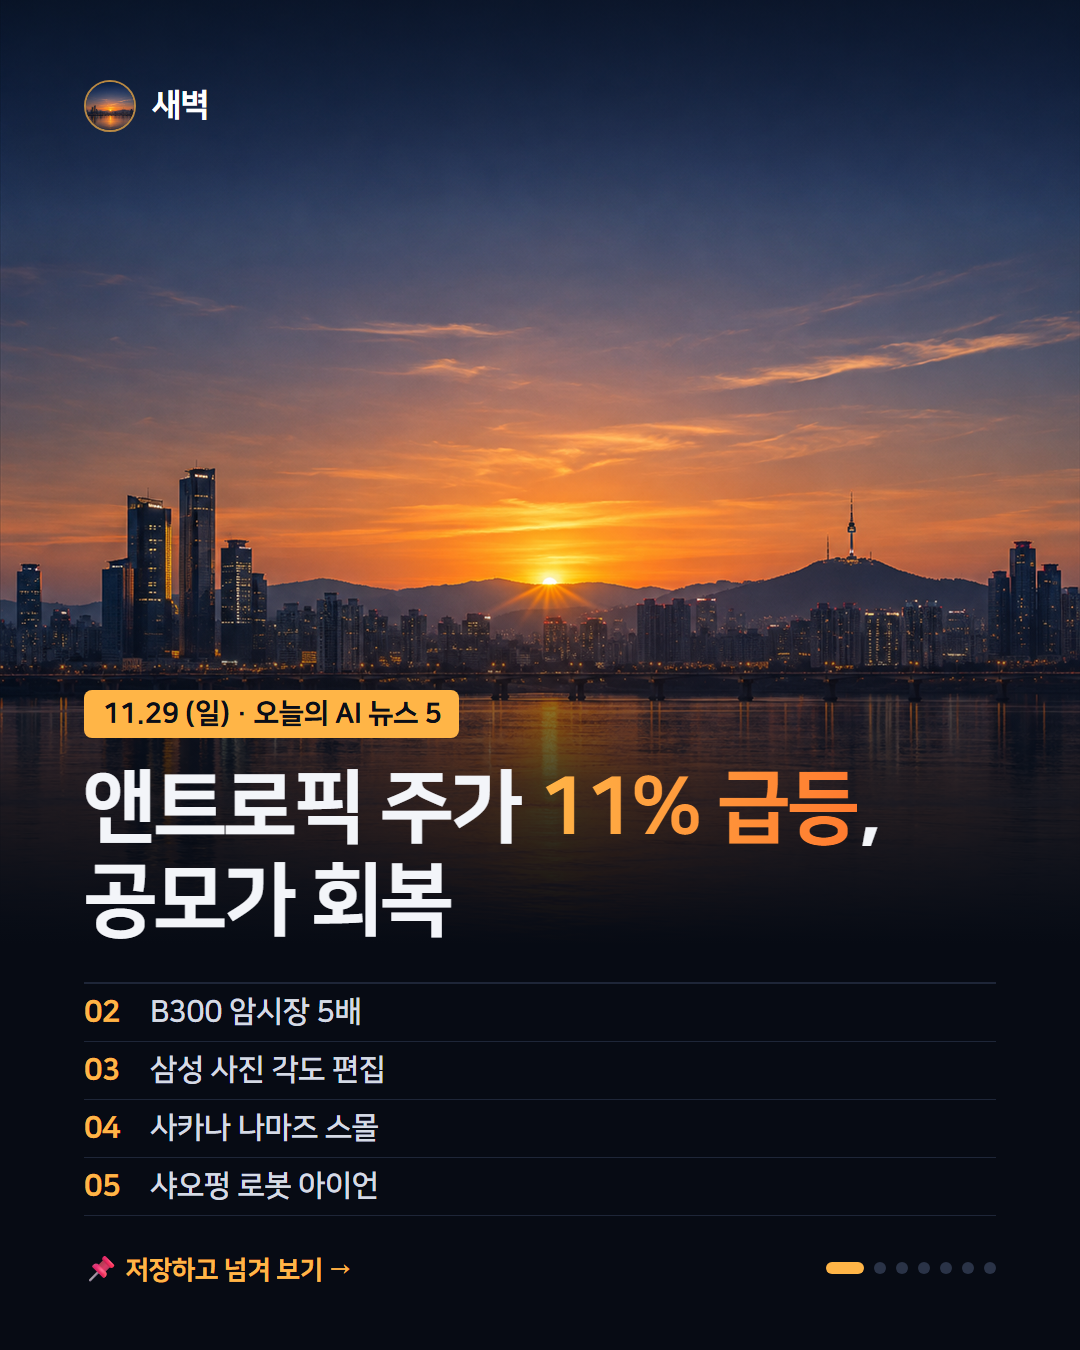 새벽
11.29 (일) · 오늘의 AI 뉴스 5
앤트로픽 주가 11% 급등,
공모가 회복
02 B300 암시장 5배
03 삼성 사진 각도 편집
04 사카나 나마즈 스몰
05 샤오펑 로봇 아이언
📌 저장하고 넘겨 보기 →